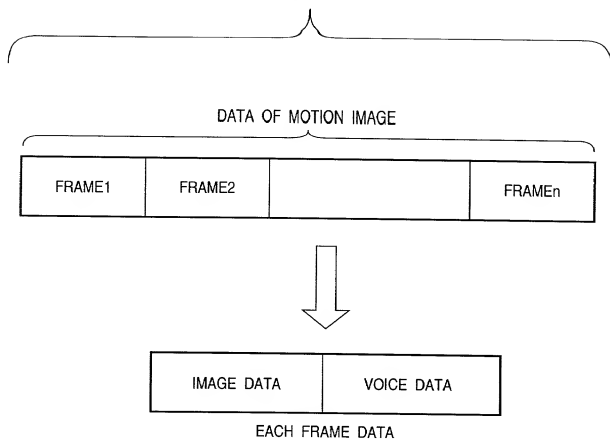 DATA OF MOTION IMAGE
FRAME1 FRAME2 FRAMEn
IMAGE DATA VOICE DATA
EACH FRAME DATA